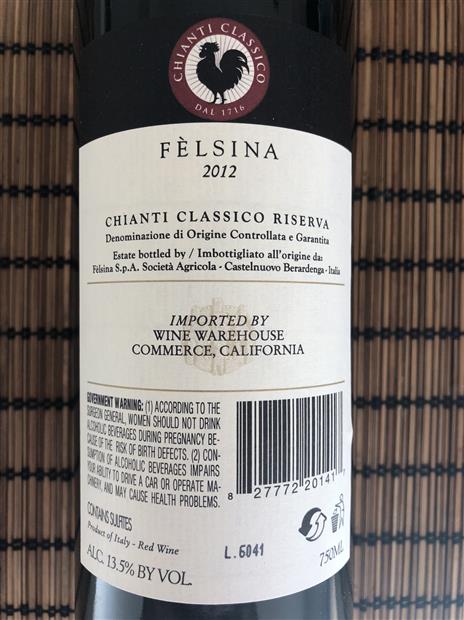 CHIANTI CLASSICO
DAL 1716
FÈLSINA
2012
CHIANTI CLASSICO RISERVA
Denominazione di Origine Controllata e Garantita
Estate bottled by / Imbottigliato all'origine da:
Fèlsina S.p.A. Società Agricola - Castelnuovo Berardenga - Italia
IMPORTED BY
WINE WAREHOUSE
COMMERCE, CALIFORNIA
GOVERNMENT WARNING: (1) ACCORDING TO THE
SURGEON GENERAL, WOMEN SHOULD NOT DRINK
ALCOHOLIC BEVERAGES DURING PREGNANCY BE-
CAUSE OF THE RISK OF BIRTH DEFECTS. (2) CON-
SUMPTION OF ALCOHOLIC BEVERAGES IMPAIRS
YOUR ABILITY TO DRIVE A CAR OR OPERATE MA-
CHINERY, AND MAY CAUSE HEALTH PROBLEMS.
8 27772 20141 7
CONTAINS SULFITES
Product of Italy - Red Wine
ALC. 13.5% BY VOL.
L.5041
750ML